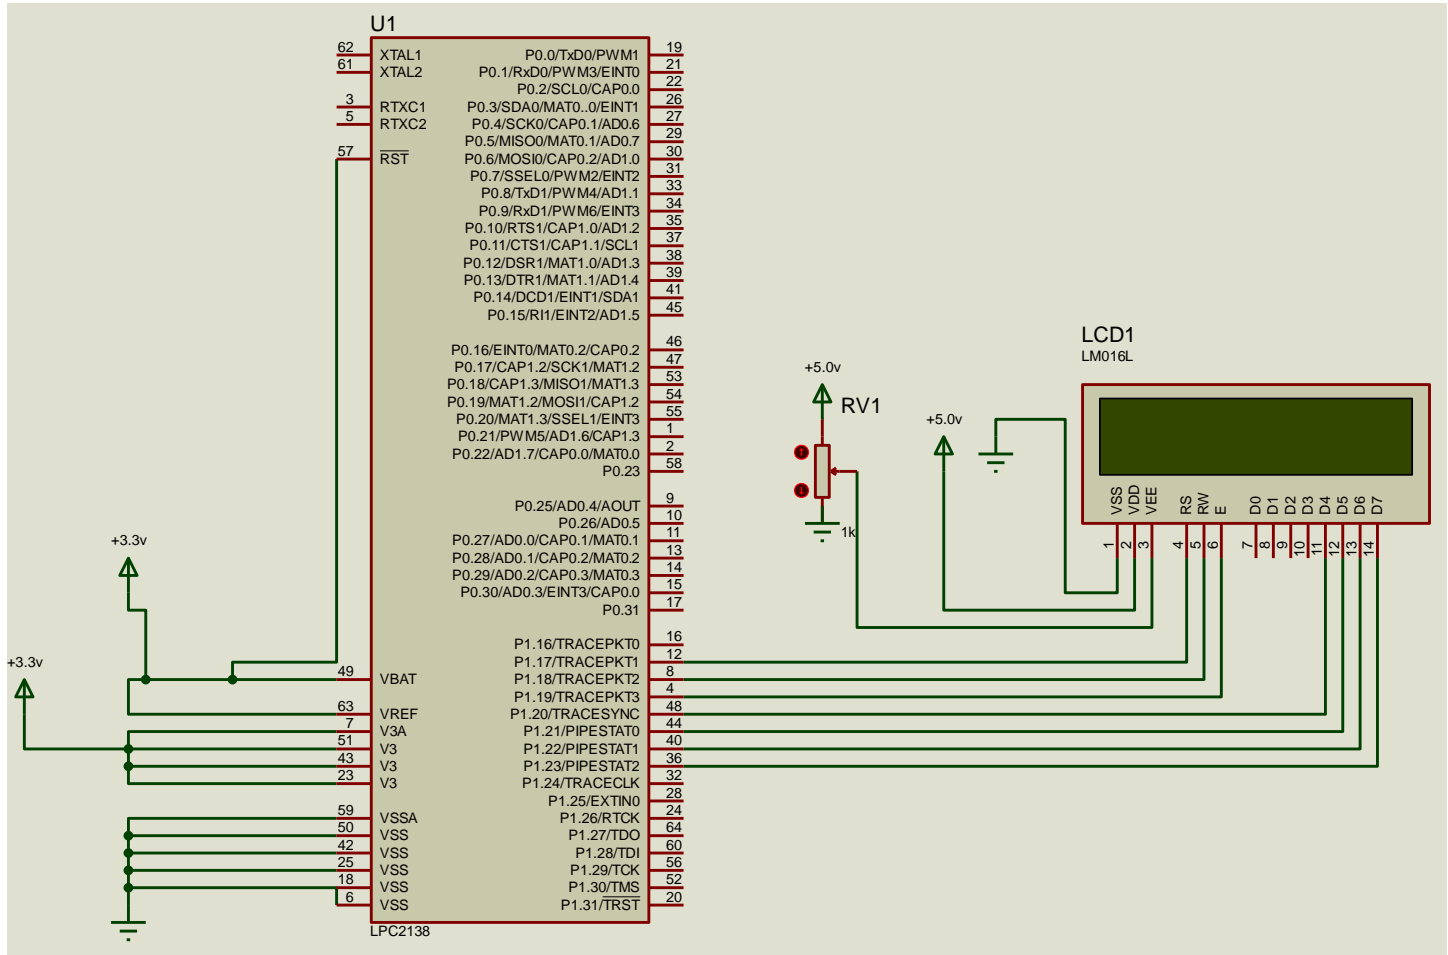 U1
62 XTAL1 P0.0/TxD0/PWM1 19
61 XTAL2 P0.1/RxD0/PWM3/EINT0 21
P0.2/SCL0/CAP0.0 22
3 RTXC1 P0.3/SDA0/MAT0..0/EINT1 26
5 RTXC2 P0.4/SCK0/CAP0.1/AD0.6 27
P0.5/MISO0/MAT0.1/AD0.7 29
57 RST P0.6/MOSI0/CAP0.2/AD1.0 30
P0.7/SSEL0/PWM2/EINT2 31
P0.8/TxD1/PWM4/AD1.1 33
P0.9/RxD1/PWM6/EINT3 34
P0.10/RTS1/CAP1.0/AD1.2 35
P0.11/CTS1/CAP1.1/SCL1 37
P0.12/DSR1/MAT1.0/AD1.3 38
P0.13/DTR1/MAT1.1/AD1.4 39
P0.14/DCD1/EINT1/SDA1 41
P0.15/RI1/EINT2/AD1.5 45
P0.16/EINT0/MAT0.2/CAP0.2 46
P0.17/CAP1.2/SCK1/MAT1.2 47
P0.18/CAP1.3/MISO1/MAT1.3 53
P0.19/MAT1.2/MOSI1/CAP1.2 54
P0.20/MAT1.3/SSEL1/EINT3 55
P0.21/PWM5/AD1.6/CAP1.3 1
P0.22/AD1.7/CAP0.0/MAT0.0 2
P0.23 58
P0.25/AD0.4/AOUT 9
P0.26/AD0.5 10
P0.27/AD0.0/CAP0.1/MAT0.1 11
P0.28/AD0.1/CAP0.2/MAT0.2 13
P0.29/AD0.2/CAP0.3/MAT0.3 14
P0.30/AD0.3/EINT3/CAP0.0 15
P0.31 17
P1.16/TRACEPKT0 16
P1.17/TRACEPKT1 12
49 VBAT P1.18/TRACEPKT2 8
P1.19/TRACEPKT3 4
63 VREF P1.20/TRACESYNC 48
7 V3A P1.21/PIPESTAT0 44
51 V3 P1.22/PIPESTAT1 40
43 V3 P1.23/PIPESTAT2 36
23 V3 P1.24/TRACECLK 32
P1.25/EXTIN0 28
59 VSSA P1.26/RTCK 24
50 VSS P1.27/TDO 64
42 VSS P1.28/TDI 60
25 VSS P1.29/TCK 56
18 VSS P1.30/TMS 52
6 VSS P1.31/TRST 20
LPC2138
+3.3v
+3.3v
+5.0v
RV1
1k
+5.0v
LCD1
LM016L
VSS VDD VEE RS RW E D0 D1 D2 D3 D4 D5 D6 D7
1 2 3 4 5 6 7 8 9 10 11 12 13 14